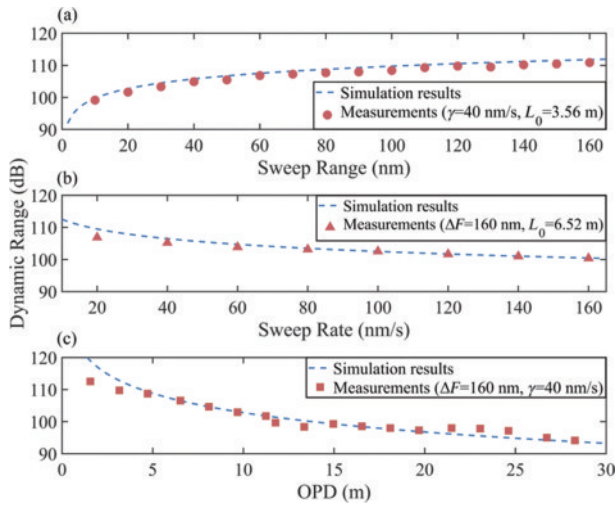 (a)
120
110
100
90
0 20 40 60 80 100 120 140 160
Simulation results
Measurements (γ=40 nm/s, L0=3.56 m)
Sweep Range (nm)
Dynamic Range (dB)
(b)
120
110
100
90
20 40 60 80 100 120 140 160
Simulation results
Measurements (ΔF=160 nm, L0=6.52 m)
Sweep Rate (nm/s)
(c)
120
110
100
90
0 5 10 15 20 25 30
Simulation results
Measurements (ΔF=160 nm, γ=40 nm/s)
OPD (m)